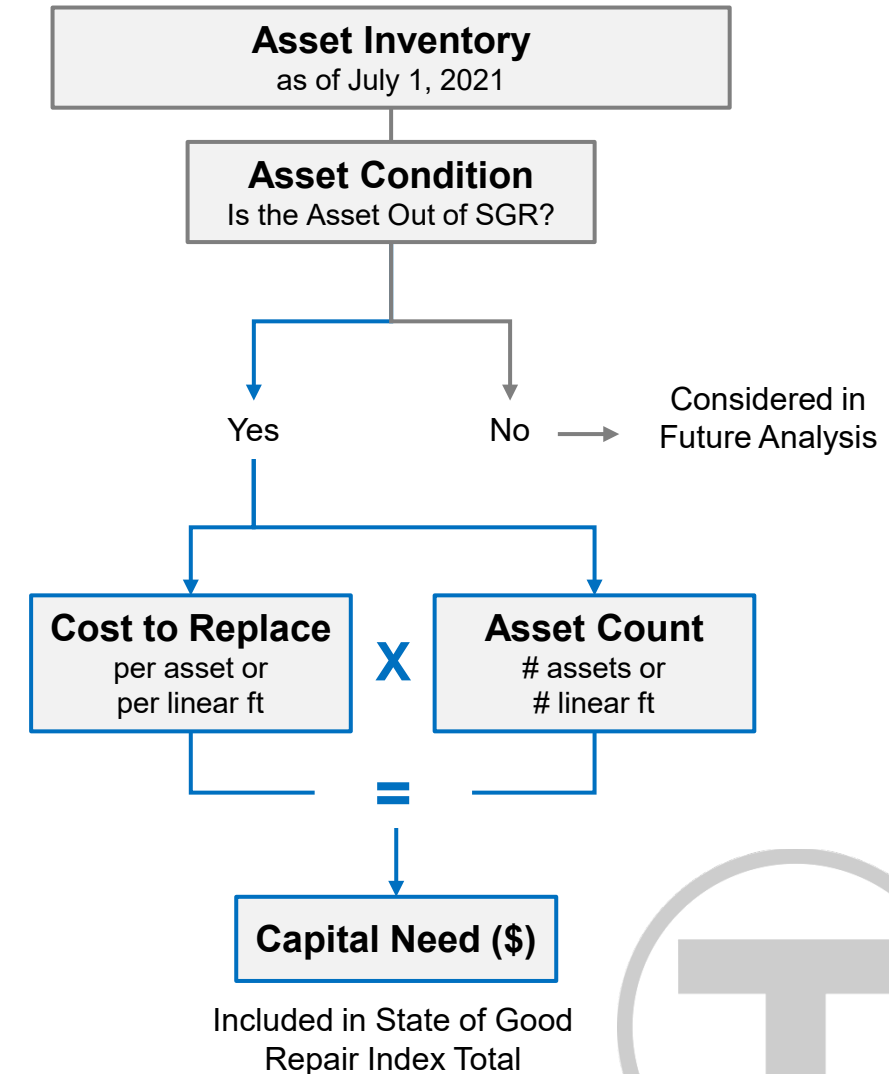 Asset Inventory
as of July 1, 2021
Asset Condition
Is the Asset Out of SGR?
Yes
No
Considered in
Future Analysis
Cost to Replace
per asset or
per linear ft
X
Asset Count
# assets or
# linear ft
=
Capital Need ($)
Included in State of Good
Repair Index Total
T